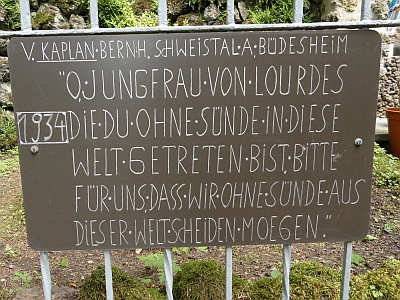 V. KAPLAN·BERNH. SCHWEISTAL·A·BÜDESHEIM
"O, JUNGFRAU·VON·LOURDES
1934
DIE·DU·OHNE·SÜNDE·IN·DIESE
WELT·GETRETEN·BIST,·BITTE
FÜR·UNS,·DASS·WIR·OHNE·SÜNDE·AUS
DIESER·WELT·SCHEIDEN·MOEGEN."